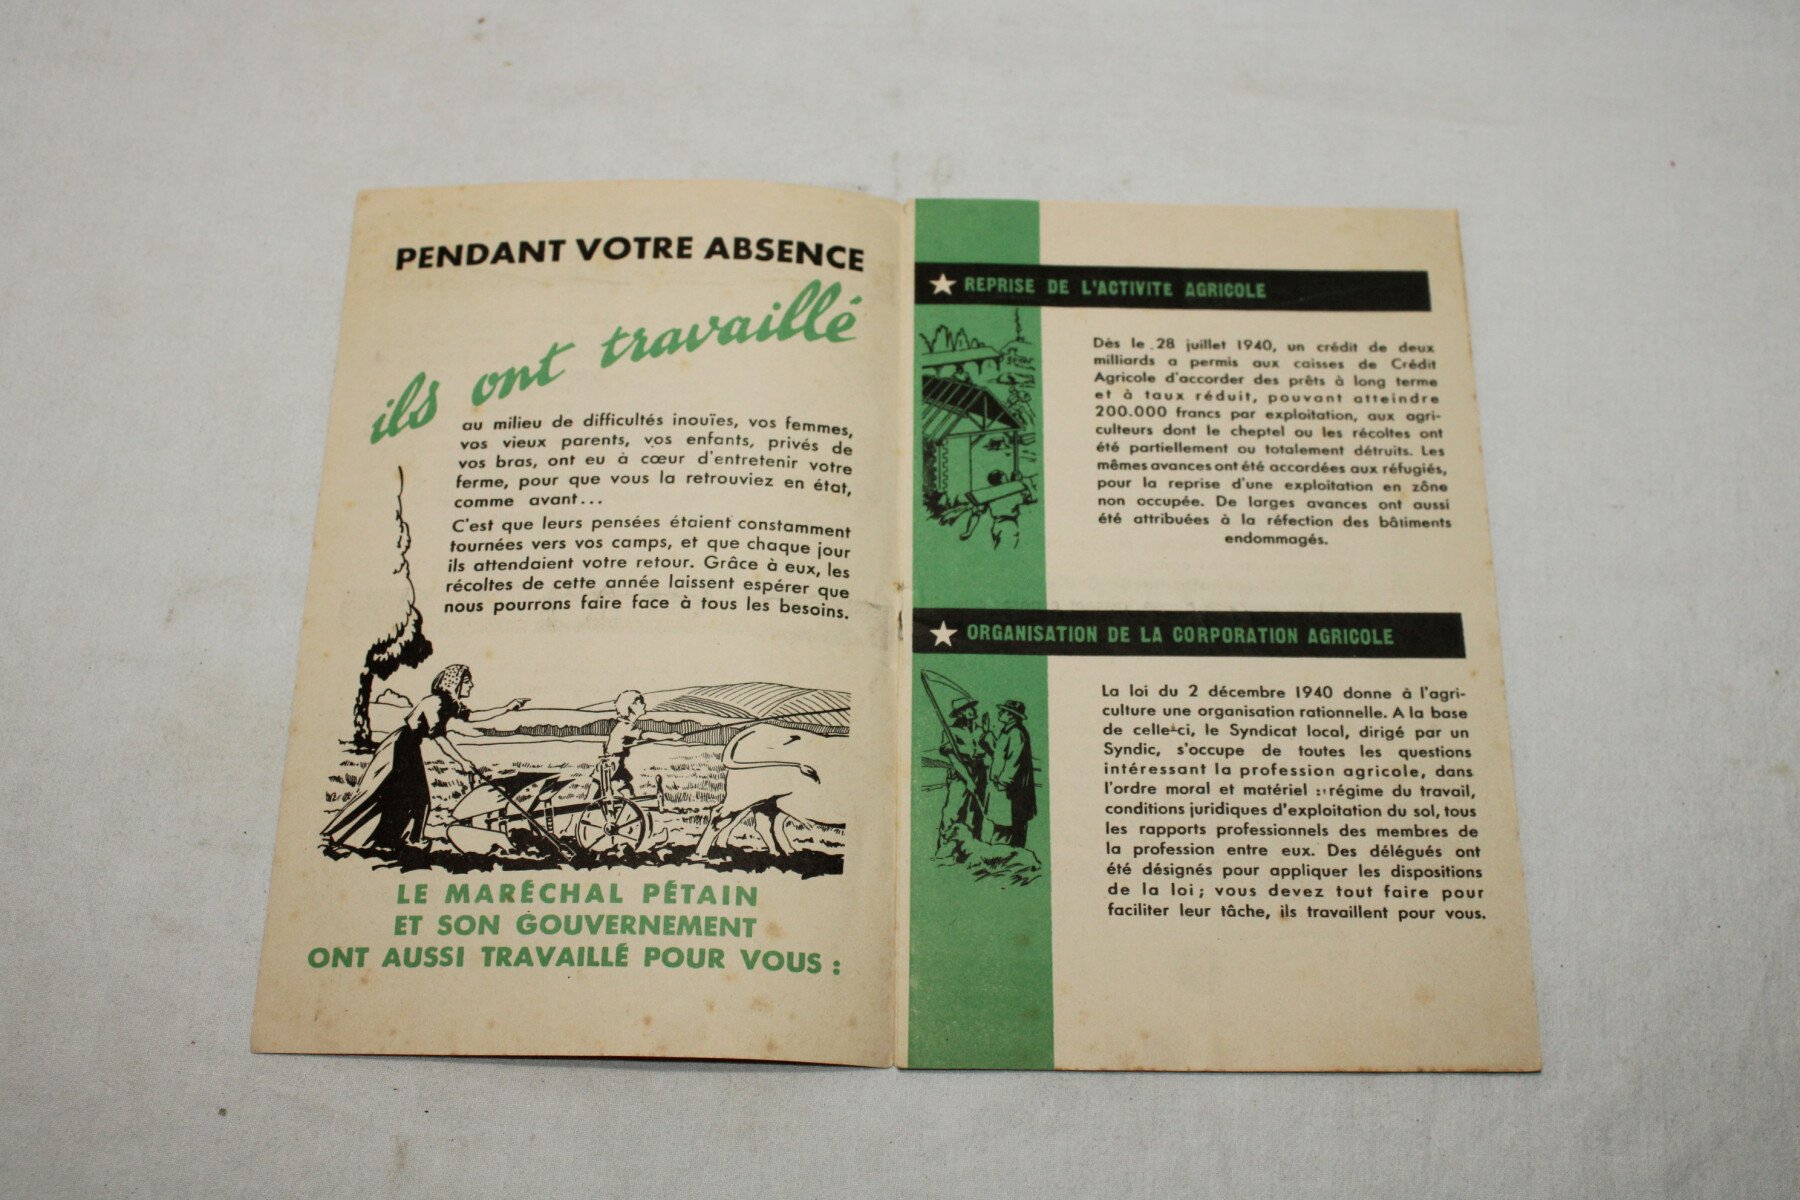 PENDANT VOTRE ABSENCE
ils ont travaillé
au milieu de difficultés inouïes, vos femmes,
vos vieux parents, vos enfants, privés de
vos bras, ont eu à cœur d'entretenir votre
ferme, pour que vous la retrouviez en état,
comme avant...
C'est que leurs pensées étaient constamment
tournées vers vos camps, et que chaque jour
ils attendaient votre retour. Grâce à eux, les
récoltes de cette année laissent espérer que
nous pourrons faire face à tous les besoins.
LE MARÉCHAL PÉTAIN
ET SON GOUVERNEMENT
ONT AUSSI TRAVAILLÉ POUR VOUS :
★ REPRISE DE L'ACTIVITE AGRICOLE
Dès le 28 juillet 1940, un crédit de deux
milliards a permis aux caisses de Crédit
Agricole d'accorder des prêts à long terme
et à taux réduit, pouvant atteindre
200.000 francs par exploitation, aux agri-
culteurs dont le cheptel ou les récoltes ont
été partiellement ou totalement détruits. Les
mêmes avances ont été accordées aux réfugiés,
pour la reprise d'une exploitation en zône
non occupée. De larges avances ont aussi
été attribuées à la réfection des bâtiments
endommagés.
★ ORGANISATION DE LA CORPORATION AGRICOLE
La loi du 2 décembre 1940 donne à l'agri-
culture une organisation rationnelle. A la base
de celle-ci, le Syndicat local, dirigé par un
Syndic, s'occupe de toutes les questions
intéressant la profession agricole, dans
l'ordre moral et matériel : régime du travail,
conditions juridiques d'exploitation du sol, tous
les rapports professionnels des membres de
la profession entre eux. Des délégués ont
été désignés pour appliquer les dispositions
de la loi ; vous devez tout faire pour
faciliter leur tâche, ils travaillent pour vous.